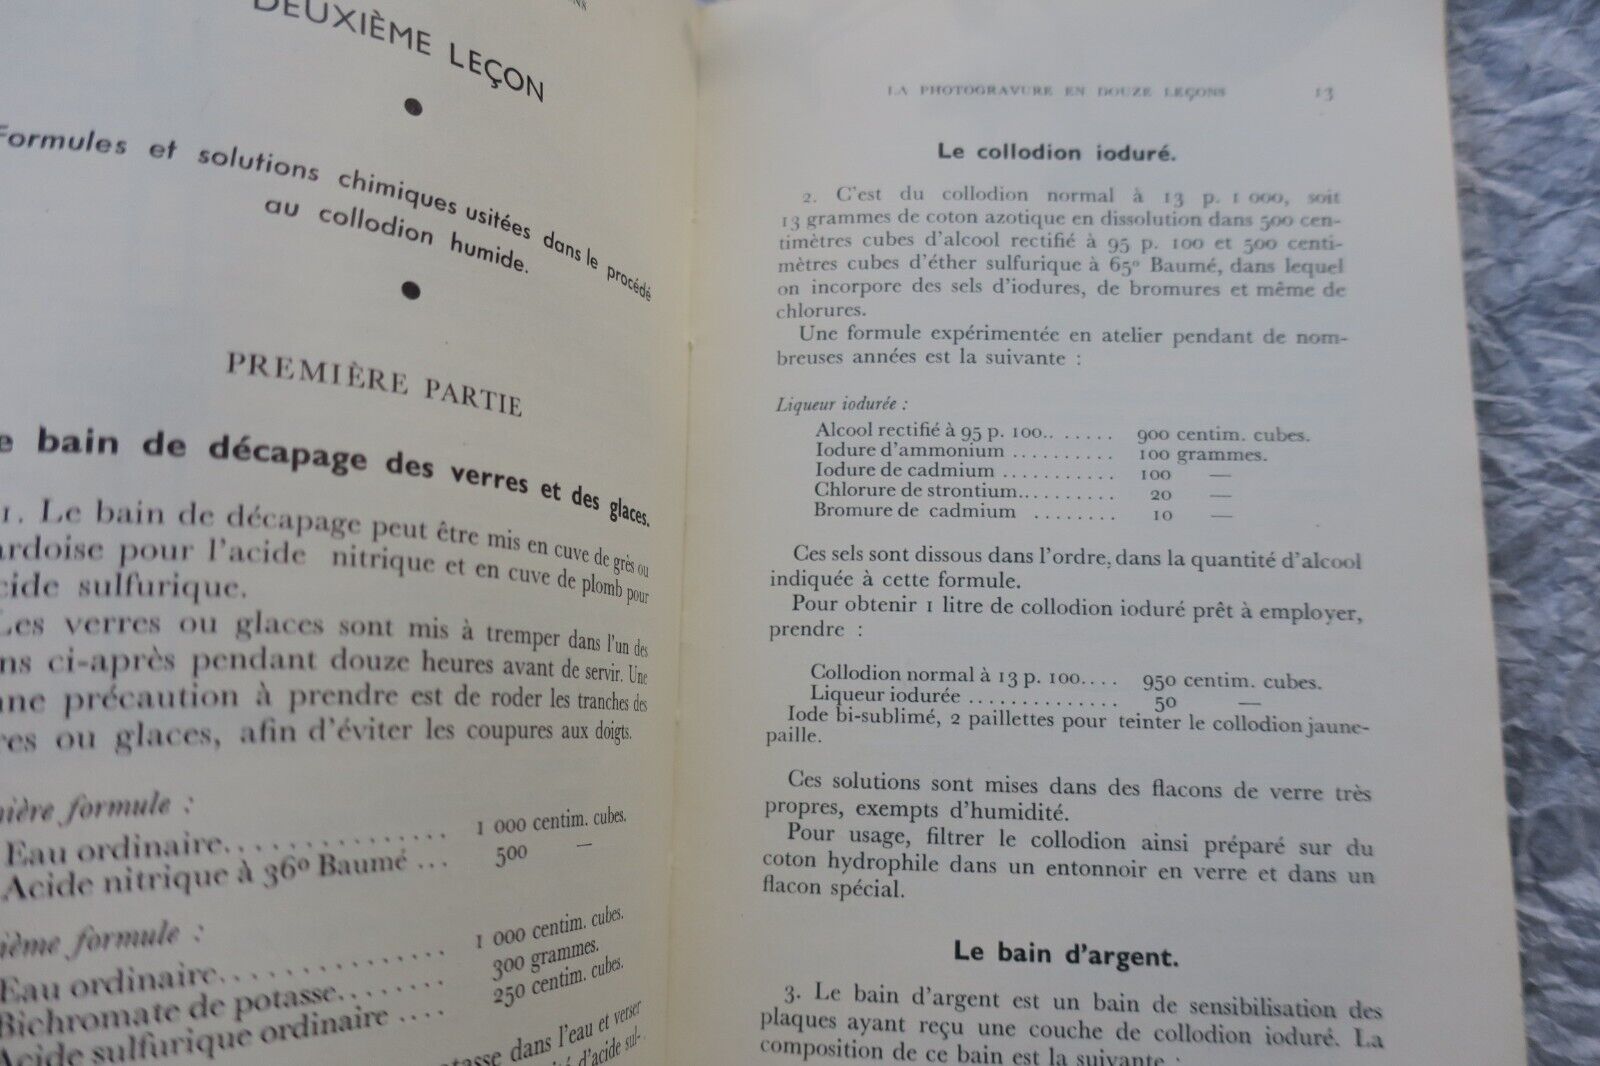 DEUXIÈME LEÇON
Formules et solutions chimiques usitées dans le procédé
au collodion humide.
PREMIÈRE PARTIE
bain de décapage des verres et des glaces.
1. Le bain de décapage peut être mis en cuve de grès ou
pour l'acide nitrique et en cuve de plomb pour
sulfurique.
Les verres ou glaces sont mis à tremper dans l'un des
ci-après pendant douze heures avant de servir. Une
précaution à prendre est de roder les tranches des
ou glaces, afin d'éviter les coupures aux doigts.
formule :
Eau ordinaire............... 1 000 centim. cubes.
Acide nitrique à 36º Baumé ... 500 —
formule :
Eau ordinaire............... 1 000 centim. cubes.
Bichromate de potasse........ 300 grammes.
Acide sulfurique ordinaire .... 250 centim. cubes.
dans l'eau et verser
d'acide sul-
LA PHOTOGRAVURE EN DOUZE LEÇONS 13
Le collodion ioduré.
2. C'est du collodion normal à 13 p. 1 000, soit
13 grammes de coton azotique en dissolution dans 500 cen-
timètres cubes d'alcool rectifié à 95 p. 100 et 500 centi-
mètres cubes d'éther sulfurique à 65º Baumé, dans lequel
on incorpore des sels d'iodures, de bromures et même de
chlorures.
Une formule expérimentée en atelier pendant de nom-
breuses années est la suivante :
Liqueur iodurée :
Alcool rectifié à 95 p. 100.. ..... 900 centim. cubes.
Iodure d'ammonium .......... 100 grammes.
Iodure de cadmium ........... 100 —
Chlorure de strontium.......... 20 —
Bromure de cadmium ........ 10 —
Ces sels sont dissous dans l'ordre, dans la quantité d'alcool
indiquée à cette formule.
Pour obtenir 1 litre de collodion ioduré prêt à employer,
prendre :
Collodion normal à 13 p. 100.... 950 centim. cubes.
Liqueur iodurée ............... 50 —
Iode bi-sublimé, 2 paillettes pour teinter le collodion jaune-
paille.
Ces solutions sont mises dans des flacons de verre très
propres, exempts d'humidité.
Pour usage, filtrer le collodion ainsi préparé sur du
coton hydrophile dans un entonnoir en verre et dans un
flacon spécial.
Le bain d'argent.
3. Le bain d'argent est un bain de sensibilisation des
plaques ayant reçu une couche de collodion ioduré. La
composition de ce bain est la suivante :